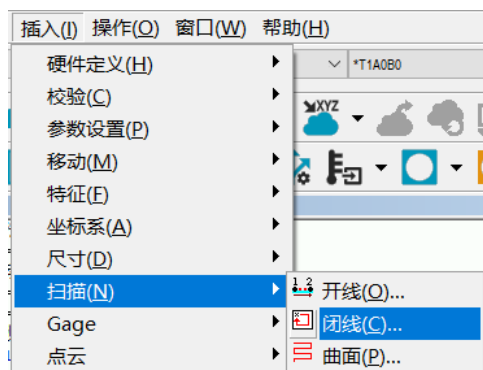 插入(I) 操作(O) 窗口(W) 帮助(H)
硬件定义(H)
*T1A0B0
校验(C)
XYZ
参数设置(P)
移动(M)
特征(F)
坐标系(A)
尺寸(D)
扫描(N)
1 2 开线(O)...
Gage
闭线(C)...
点云
曲面(P)...